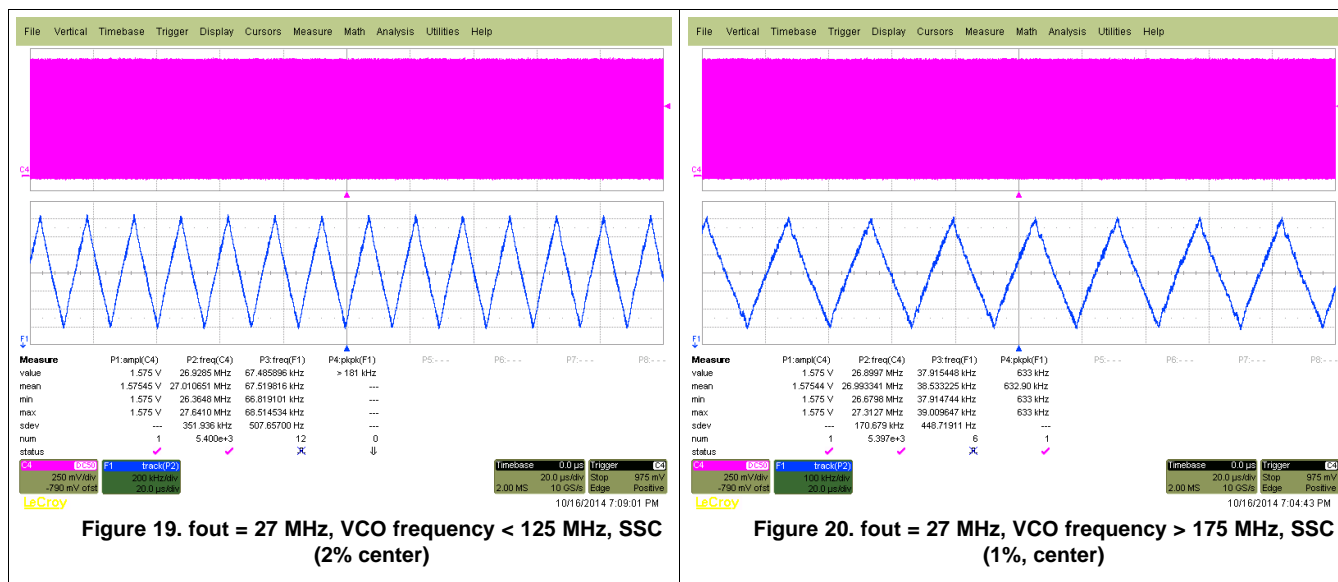 File Vertical Timebase Trigger Display Cursors Measure Math Analysis Utilities Help
C4
F1
Measure P1:ampl(C4) P2:freq(C4) P3:freq(F1) P4:pkpk(F1) P5:- - - P6:- - - P7:- - - P8:- - -
value 1.575 V 26.9285 MHz 67.485896 kHz > 181 kHz
mean 1.57545 V 27.010651 MHz 67.519816 kHz ---
min 1.575 V 26.3648 MHz 66.819101 kHz ---
max 1.575 V 27.6410 MHz 68.514534 kHz ---
sdev --- 351.936 kHz 507.65700 Hz ---
num 1 5.400e+3 12 0
status
C4 DC50
250 mV/div
-790 mV ofst
F1 track(P2)
200 kHz/div
20.0 µs/div
Timebase 0.0 µs
20.0 µs/div
2.00 MS 10 GS/s
Trigger C4
Stop 975 mV
Edge Positive
LeCroy
10/16/2014 7:09:01 PM
Figure 19. fout = 27 MHz, VCO frequency < 125 MHz, SSC
(2% center)
File Vertical Timebase Trigger Display Cursors Measure Math Analysis Utilities Help
C4
F1
Measure P1:ampl(C4) P2:freq(C4) P3:freq(F1) P4:pkpk(F1) P5:- - - P6:- - - P7:- - - P8:- - -
value 1.575 V 26.8997 MHz 37.915448 kHz 633 kHz
mean 1.57544 V 26.993341 MHz 38.533225 kHz 632.90 kHz
min 1.575 V 26.6798 MHz 37.914744 kHz 633 kHz
max 1.575 V 27.3127 MHz 39.009647 kHz 633 kHz
sdev --- 170.679 kHz 448.71911 Hz ---
num 1 5.397e+3 6 1
status
C4 DC50
250 mV/div
-790 mV ofst
F1 track(P2)
100 kHz/div
20.0 µs/div
Timebase 0.0 µs
20.0 µs/div
2.00 MS 10 GS/s
Trigger C4
Stop 975 mV
Edge Positive
LeCroy
10/16/2014 7:04:43 PM
Figure 20. fout = 27 MHz, VCO frequency > 175 MHz, SSC
(1%, center)